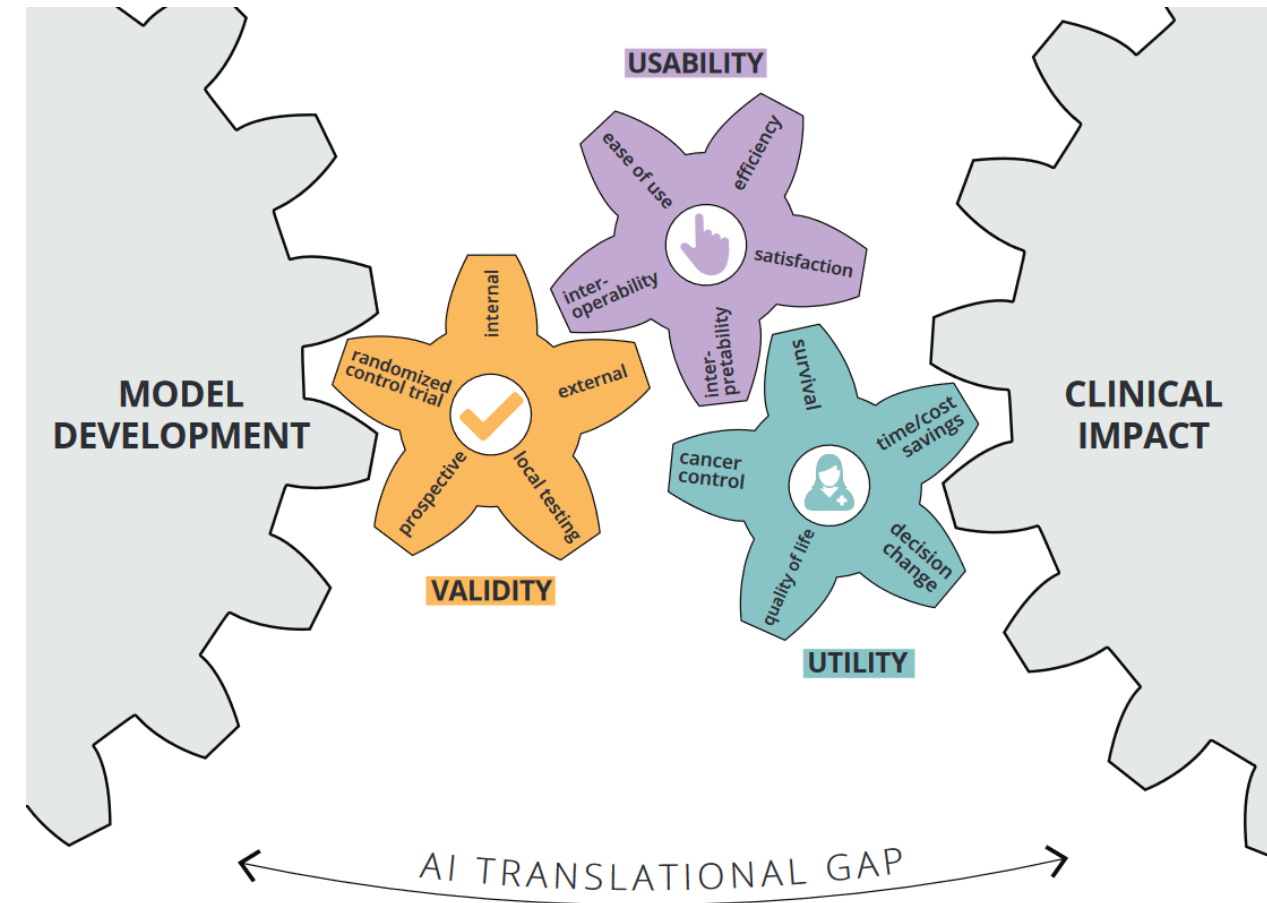 USABILITY
ease of use
efficiency
satisfaction
inter-
pretability
inter-
operability
MODEL
DEVELOPMENT
internal
external
local testing
prospective
randomized
control trial
VALIDITY
survival
time/cost
savings
decision
change
quality of life
cancer
control
UTILITY
CLINICAL
IMPACT
AI TRANSLATIONAL GAP